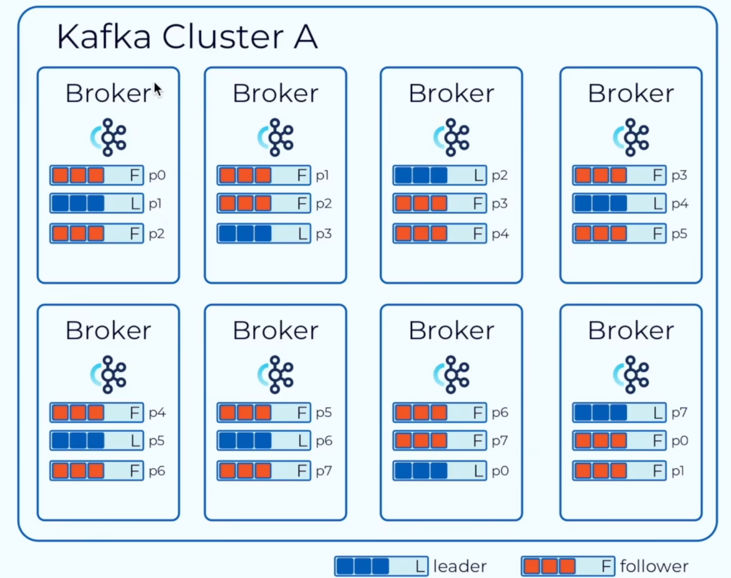 Kafka Cluster A
Broker Broker Broker Broker
F p0 F p1 L p2 F p3
L p1 F p2 F p3 L p4
F p2 L p3 F p4 F p5
Broker Broker Broker Broker
F p4 F p5 F p6 L p7
L p5 L p6 F p7 F p0
F p6 F p7 L p0 F p1
L leader F follower